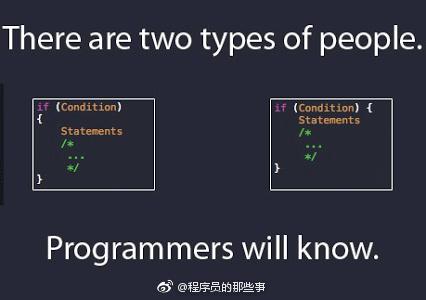 There are two types of people.
if (Condition)
{
Statements
/*
...
*/
}
if (Condition) {
Statements
/*
...
*/
}
Programmers will know.
@程序员的那些事